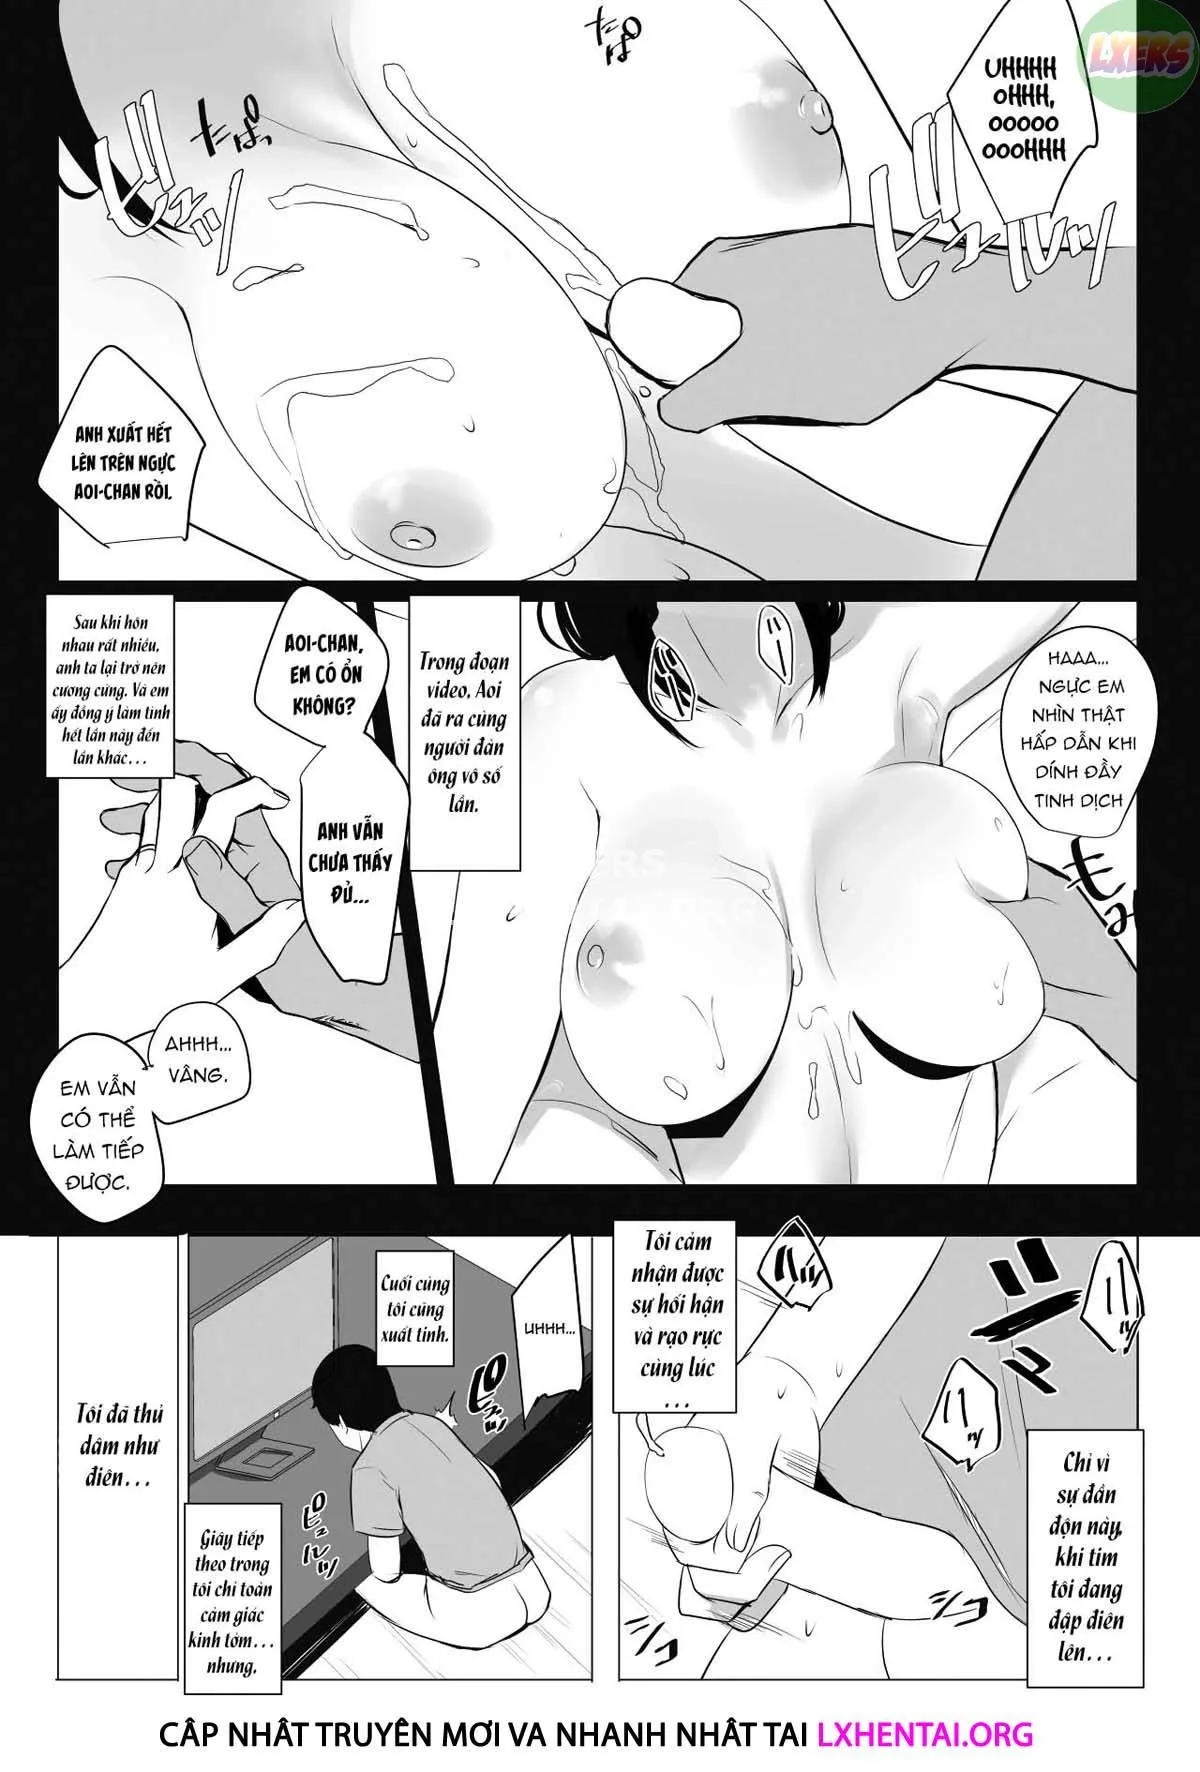 LXERS
UHHHH
OHHH,
OOOOO
OOOHHH
たぱっ
たぱっ
ANH XUẤT HẾT
LÊN TRÊN NGỰC
AOI-CHAN RỒI.
HAAA...
NGỰC EM
NHÌN THẬT
HẤP DẪN KHI
DÍNH ĐẦY
TINH DỊCH
Trong đoạn
video, Aoi
đã ra cùng
người đàn
ông vô số
lần.
AOI-CHAN,
EM CÓ ỔN
KHÔNG?
ANH VẪN
CHƯA THẤY
ĐỦ...
Sau khi hôn
nhau rất nhiều,
anh ta lại trở nên
cương cứng. Và em
ấy đồng ý làm tình
hết lần này đến
lần khác...
AHHH...
VÂNG.
EM VẪN
CÓ THỂ
LÀM TIẾP
ĐƯỢC.
Tôi cảm
nhận được
sự hối hận
và rạo rực
cùng lúc
...
Chỉ vì
sự đần
độn này,
khi tim
tôi đang
đập điên
lên...
UHHH...
Cuối cùng
tôi cũng
xuất tinh.
Tôi đã thủ
dâm như
điên...
Giây tiếp
theo trong
tôi chỉ toàn
cảm giác
kinh tởm...
nhưng,
CẬP NHẬT TRUYỆN MỚI VÀ NHANH NHẤT TẠI LXHENTAI.ORG